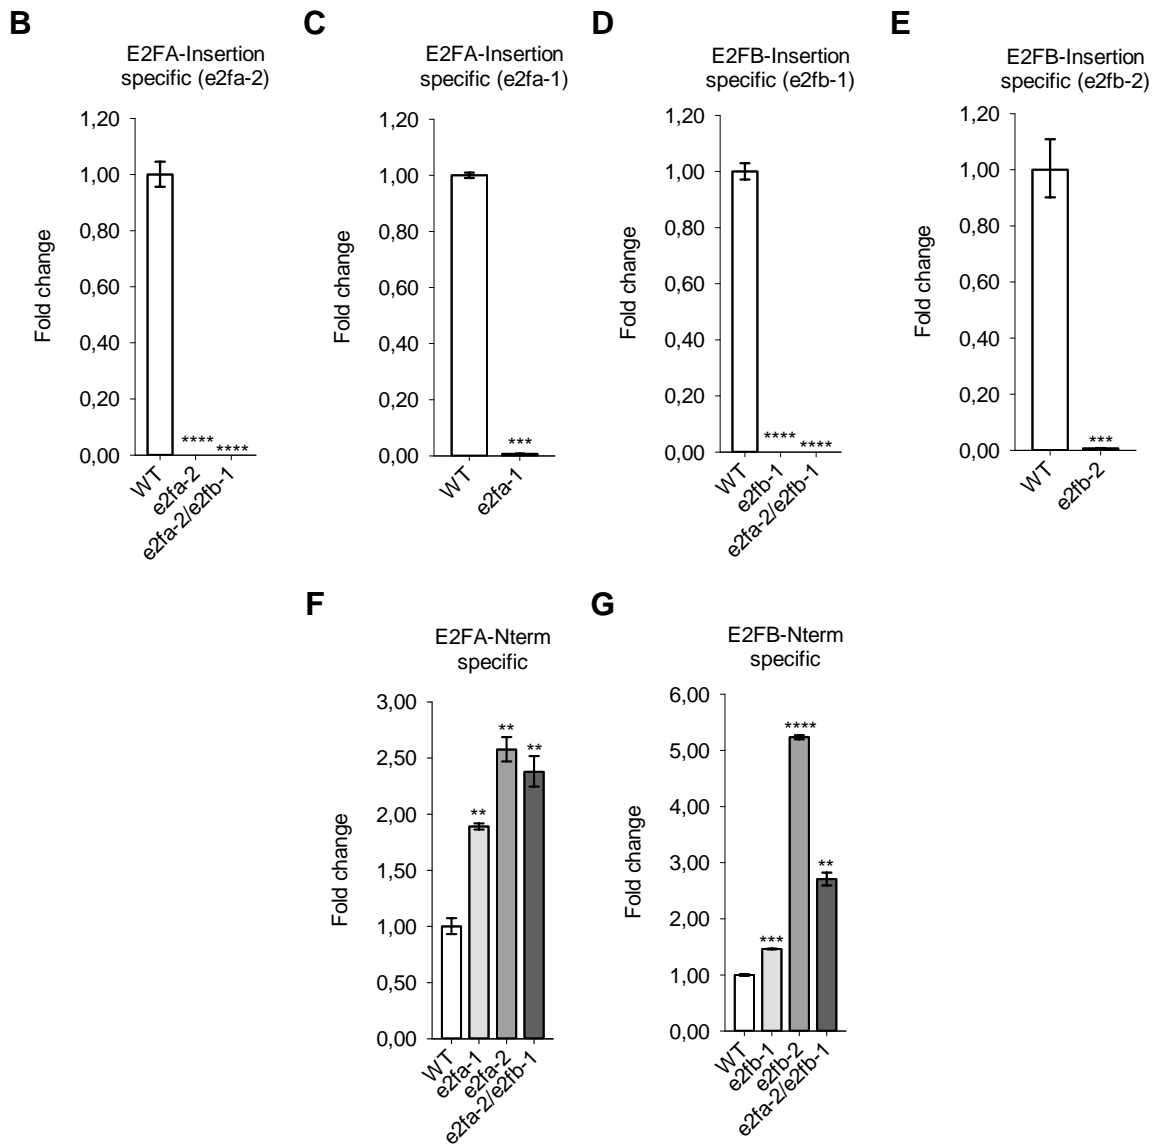 B
E2FA-Insertion
specific (e2fa-2)
Fold change
1,20
1,00
0,80
0,60
0,40
0,20
0,00
****
****
WT
e2fa-2
e2fa-2/e2fb-1
C
E2FA-Insertion
specific (e2fa-1)
Fold change
1,20
1,00
0,80
0,60
0,40
0,20
0,00
***
WT
e2fa-1
D
E2FB-Insertion
specific (e2fb-1)
Fold change
1,20
1,00
0,80
0,60
0,40
0,20
0,00
****
****
WT
e2fb-1
e2fa-2/e2fb-1
E
E2FB-Insertion
specific (e2fb-2)
Fold change
1,20
1,00
0,80
0,60
0,40
0,20
0,00
***
WT
e2fb-2
F
E2FA-Nterm
specific
Fold change
3,00
2,50
2,00
1,50
1,00
0,50
0,00
**
**
**
WT
e2fa-1
e2fa-2
e2fa-2/e2fb-1
G
E2FB-Nterm
specific
Fold change
6,00
5,00
4,00
3,00
2,00
1,00
0,00
***
****
**
WT
e2fb-1
e2fb-2
e2fa-2/e2fb-1